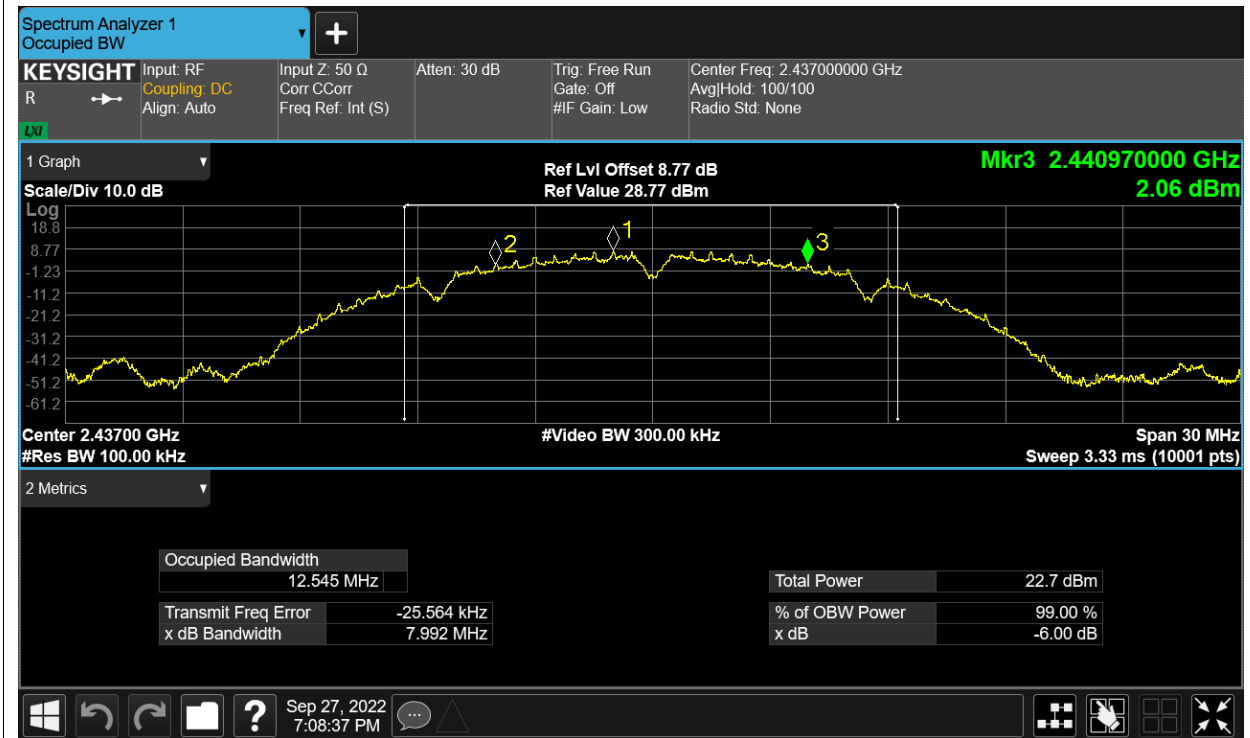 Spectrum Analyzer 1
Occupied BW
▼
+
KEYSIGHT
R
LXI
Input: RF
Coupling: DC
Align: Auto
Input Z: 50 Ω
Corr CCorr
Freq Ref: Int (S)
Atten: 30 dB
Trig: Free Run
Gate: Off
#IF Gain: Low
Center Freq: 2.437000000 GHz
Avg|Hold: 100/100
Radio Std: None
1 Graph
Scale/Div 10.0 dB
Ref Lvl Offset 8.77 dB
Ref Value 28.77 dBm
Mkr3 2.440970000 GHz
2.06 dBm
Log
18.8
8.77
-1.23
-11.2
-21.2
-31.2
-41.2
-51.2
-61.2
2
1
3
Center 2.43700 GHz
#Res BW 100.00 kHz
#Video BW 300.00 kHz
Span 30 MHz
Sweep 3.33 ms (10001 pts)
2 Metrics
Occupied Bandwidth
12.545 MHz
Transmit Freq Error -25.564 kHz
x dB Bandwidth 7.992 MHz
Total Power 22.7 dBm
% of OBW Power 99.00 %
x dB -6.00 dB
?
Sep 27, 2022
7:08:37 PM